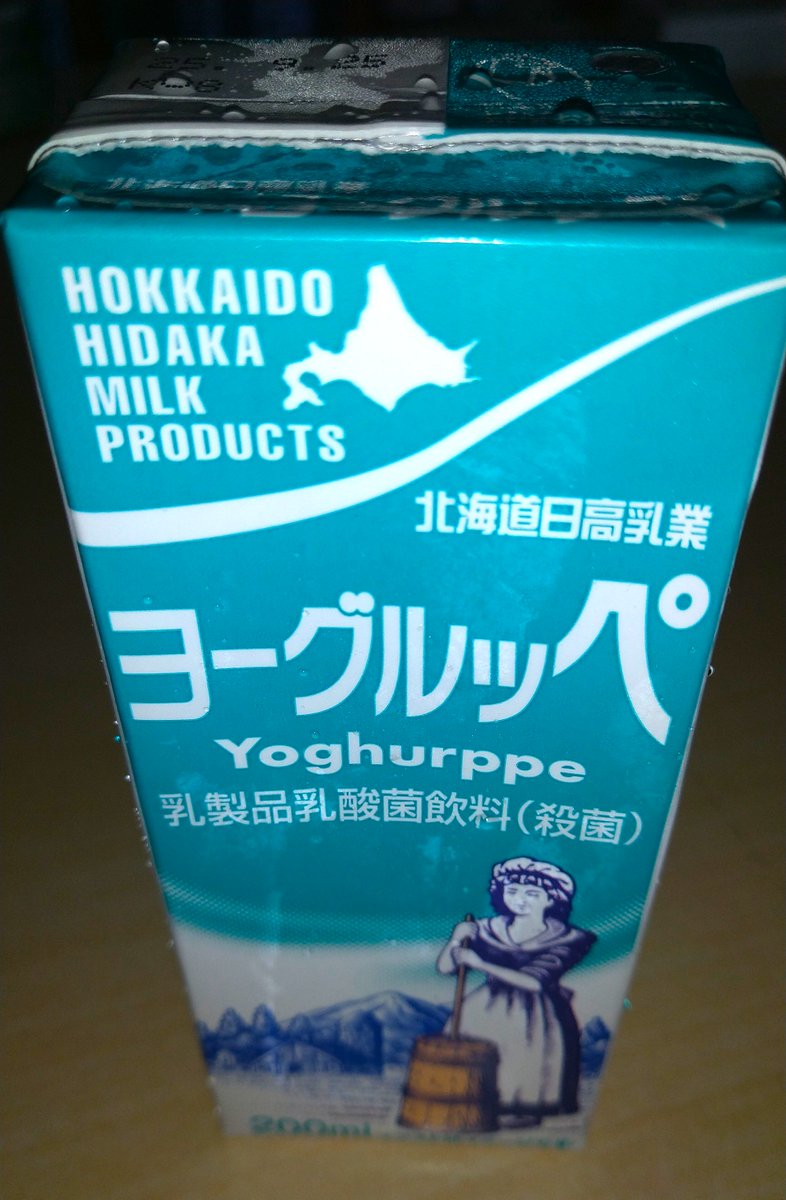 HOKKAIDO
HIDAKA
MILK
PRODUCTS
北海道日高乳業
ヨーグルッペ
Yoghurppe
乳製品乳酸菌飲料(殺菌)
200ml